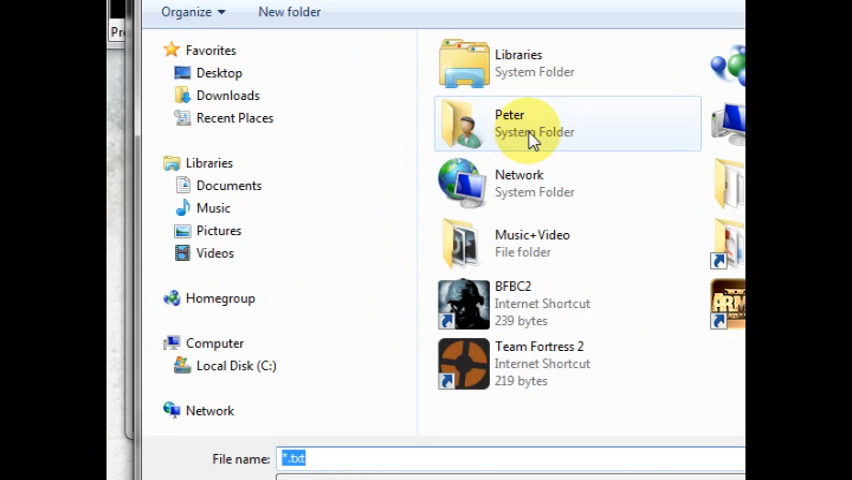 Organize
New folder
Favorites
Desktop
Downloads
Recent Places
Libraries
Documents
Music
Pictures
Videos
Homegroup
Computer
Local Disk (C:)
Network
Libraries
System Folder
Peter
System Folder
Network
System Folder
Music+Video
File folder
BFBC2
Internet Shortcut
239 bytes
Team Fortress 2
Internet Shortcut
219 bytes
File name: *.txt